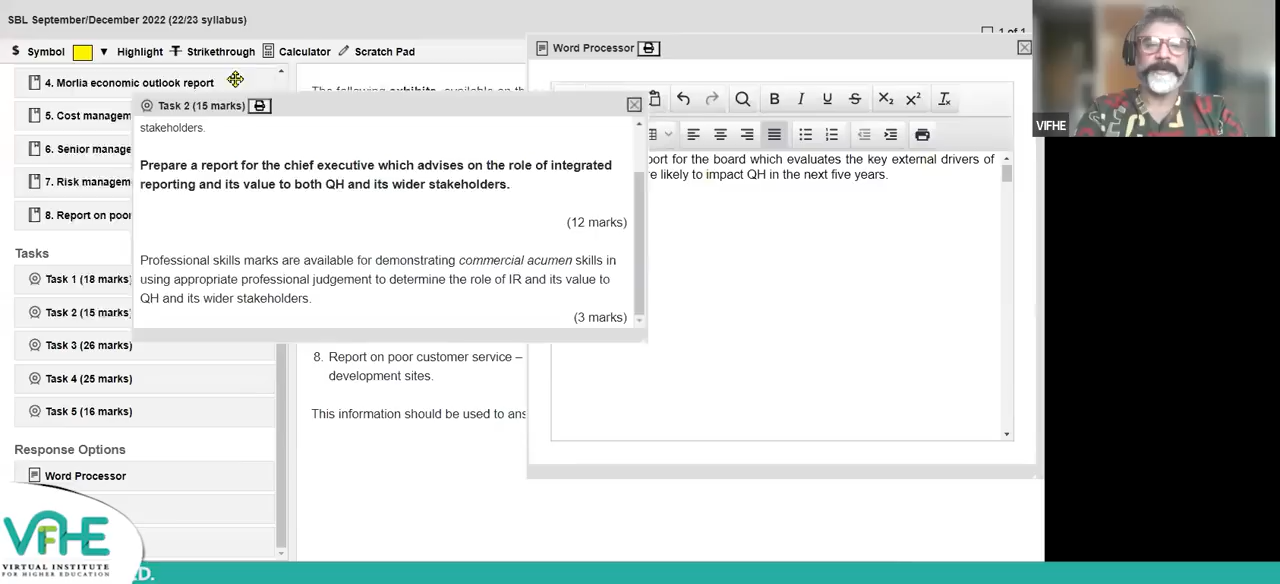 SBL September/December 2022 (22/23 syllabus)
1 of 1
$ Symbol Highlight Strikethrough Calculator Scratch Pad
Word Processor
4. Morlia economic outlook report
5. Cost managem
6. Senior manage
7. Risk managem
8. Report on poor
Tasks
Task 1 (18 marks)
Task 2 (15 marks)
Task 3 (26 marks)
Task 4 (25 marks)
Task 5 (16 marks)
Response Options
Word Processor
Task 2 (15 marks)
stakeholders.
Prepare a report for the chief executive which advises on the role of integrated
reporting and its value to both QH and its wider stakeholders.
(12 marks)
Professional skills marks are available for demonstrating commercial acumen skills in
using appropriate professional judgement to determine the role of IR and its value to
QH and its wider stakeholders.
(3 marks)
8. Report on poor customer service –
development sites.
This information should be used to ans
B I U S X2 X2 Ix
port for the board which evaluates the key external drivers of
re likely to impact QH in the next five years.
VIFHE
VIFHE
VIRTUAL INSTITUTE
FOR HIGHER EDUCATION
ED.